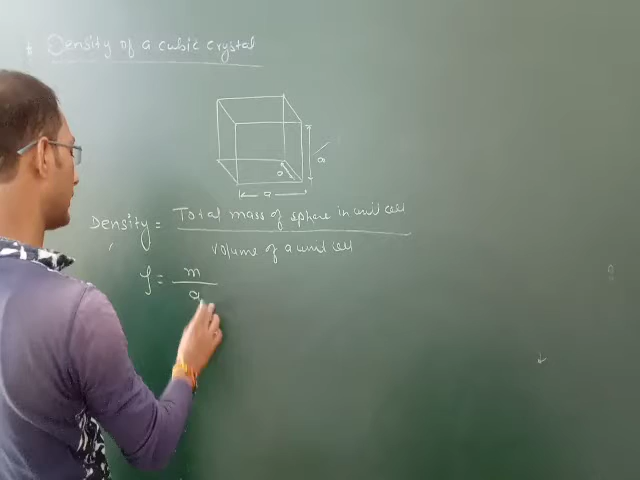 * Density of a cubic crystal
a
a
a
Density = Total mass of sphere in unit cell
volume of a unit cell
ρ = m
a